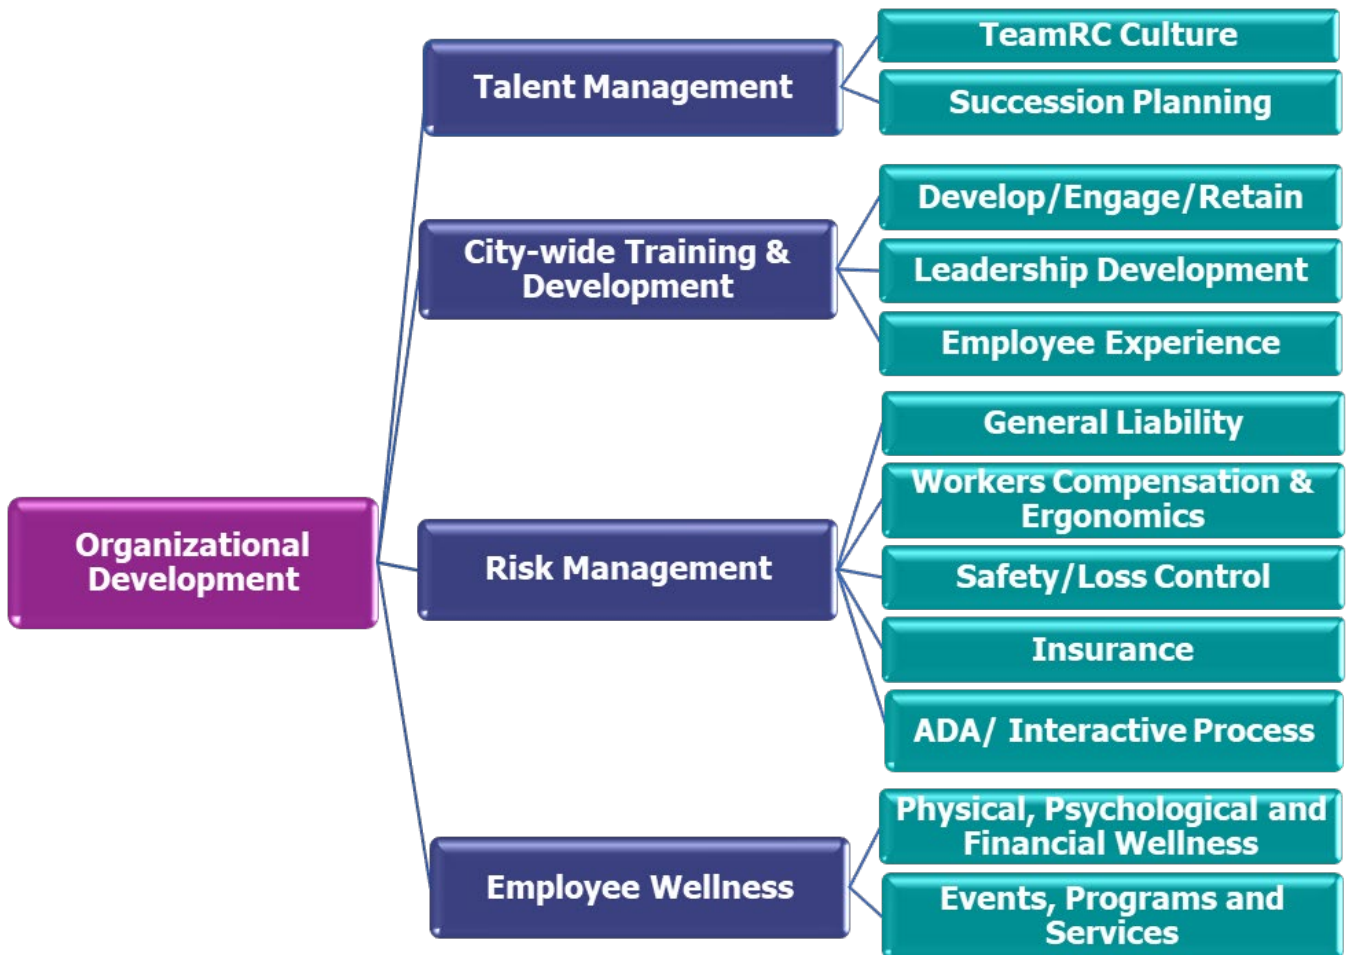 TeamRC Culture
Talent Management
Succession Planning
Develop/Engage/Retain
City-wide Training &
Development
Leadership Development
Employee Experience
General Liability
Workers Compensation &
Ergonomics
Organizational
Development
Risk Management
Safety/Loss Control
Insurance
ADA/ Interactive Process
Physical, Psychological and
Financial Wellness
Employee Wellness
Events, Programs and
Services